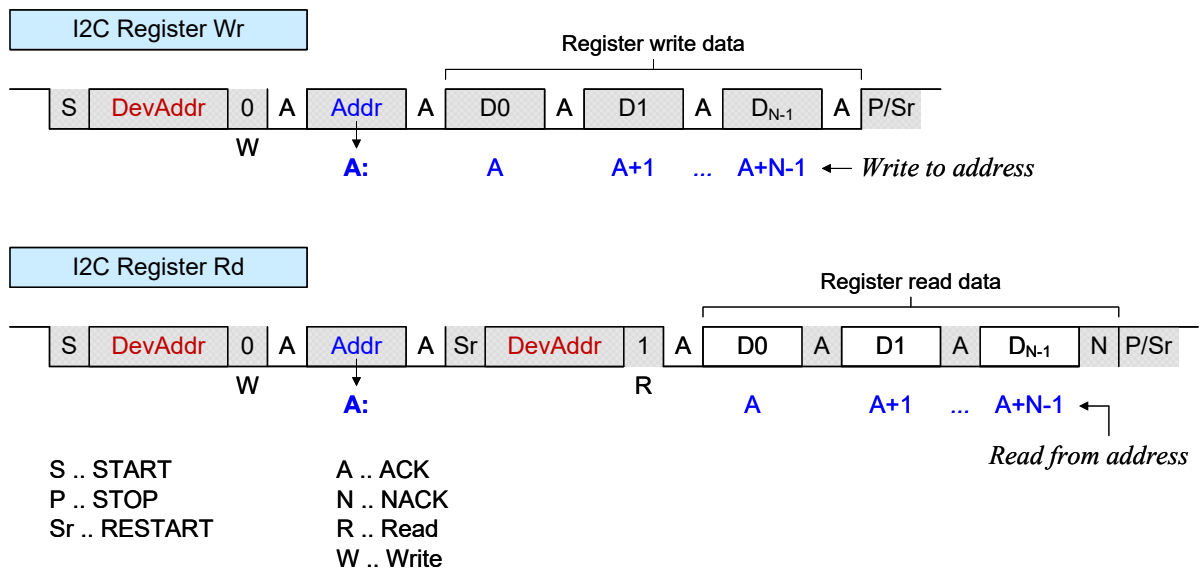 I2C Register Wr
Register write data
S DevAddr 0 A Addr A D0 A D1 A DN-1 A P/Sr
W
A: A A+1 ... A+N-1 Write to address
I2C Register Rd
Register read data
S DevAddr 0 A Addr A Sr DevAddr 1 A D0 A D1 A DN-1 N P/Sr
W R
A: A A+1 ... A+N-1
Read from address
S .. START
P .. STOP
Sr .. RESTART
A .. ACK
N .. NACK
R .. Read
W .. Write